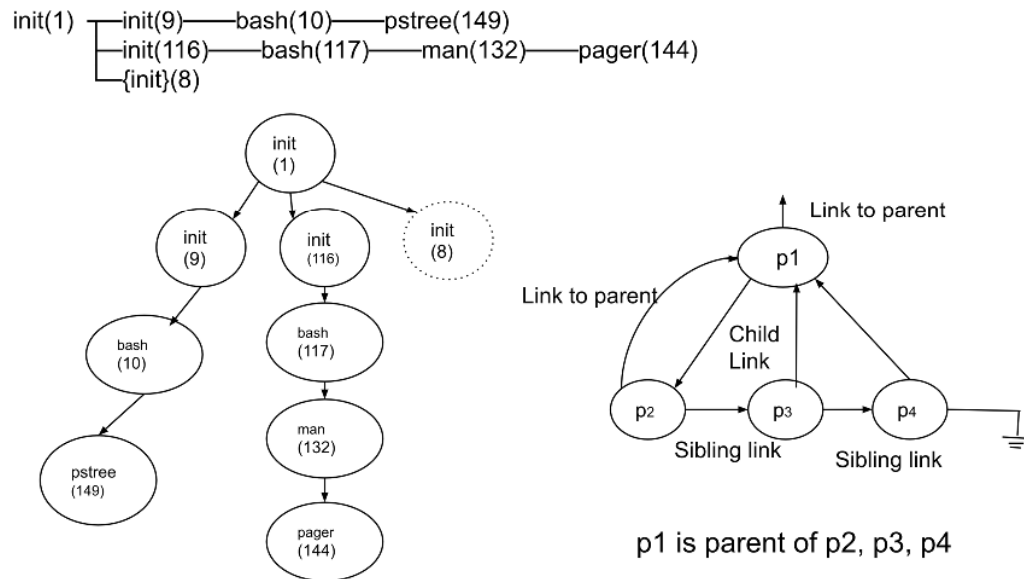 init(1) init(9) bash(10) pstree(149)
init(116) bash(117) man(132) pager(144)
{init}(8)
init
(1)
init
(9)
init
(116)
init
(8)
bash
(10)
bash
(117)
pstree
(149)
man
(132)
pager
(144)
Link to parent
p1
Link to parent
Child
Link
p2
p3
p4
Sibling link
Sibling link
p1 is parent of p2, p3, p4